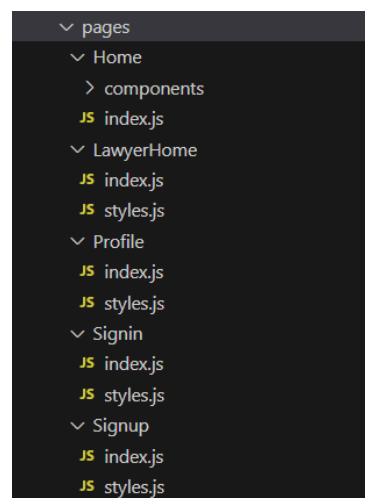 pages
Home
components
JS index.js
LawyerHome
JS index.js
JS styles.js
Profile
JS index.js
JS styles.js
Signin
JS index.js
JS styles.js
Signup
JS index.js
JS styles.js